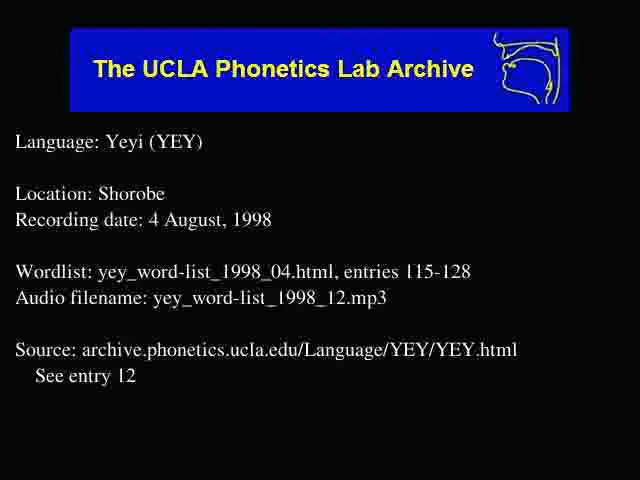 The UCLA Phonetics Lab Archive
Language: Yeyi (YEY)
Location: Shorobe
Recording date: 4 August, 1998
Wordlist: yey_word-list_1998_04.html, entries 115-128
Audio filename: yey_word-list_1998_12.mp3
Source: archive.phonetics.ucla.edu/Language/YEY/YEY.html
See entry 12